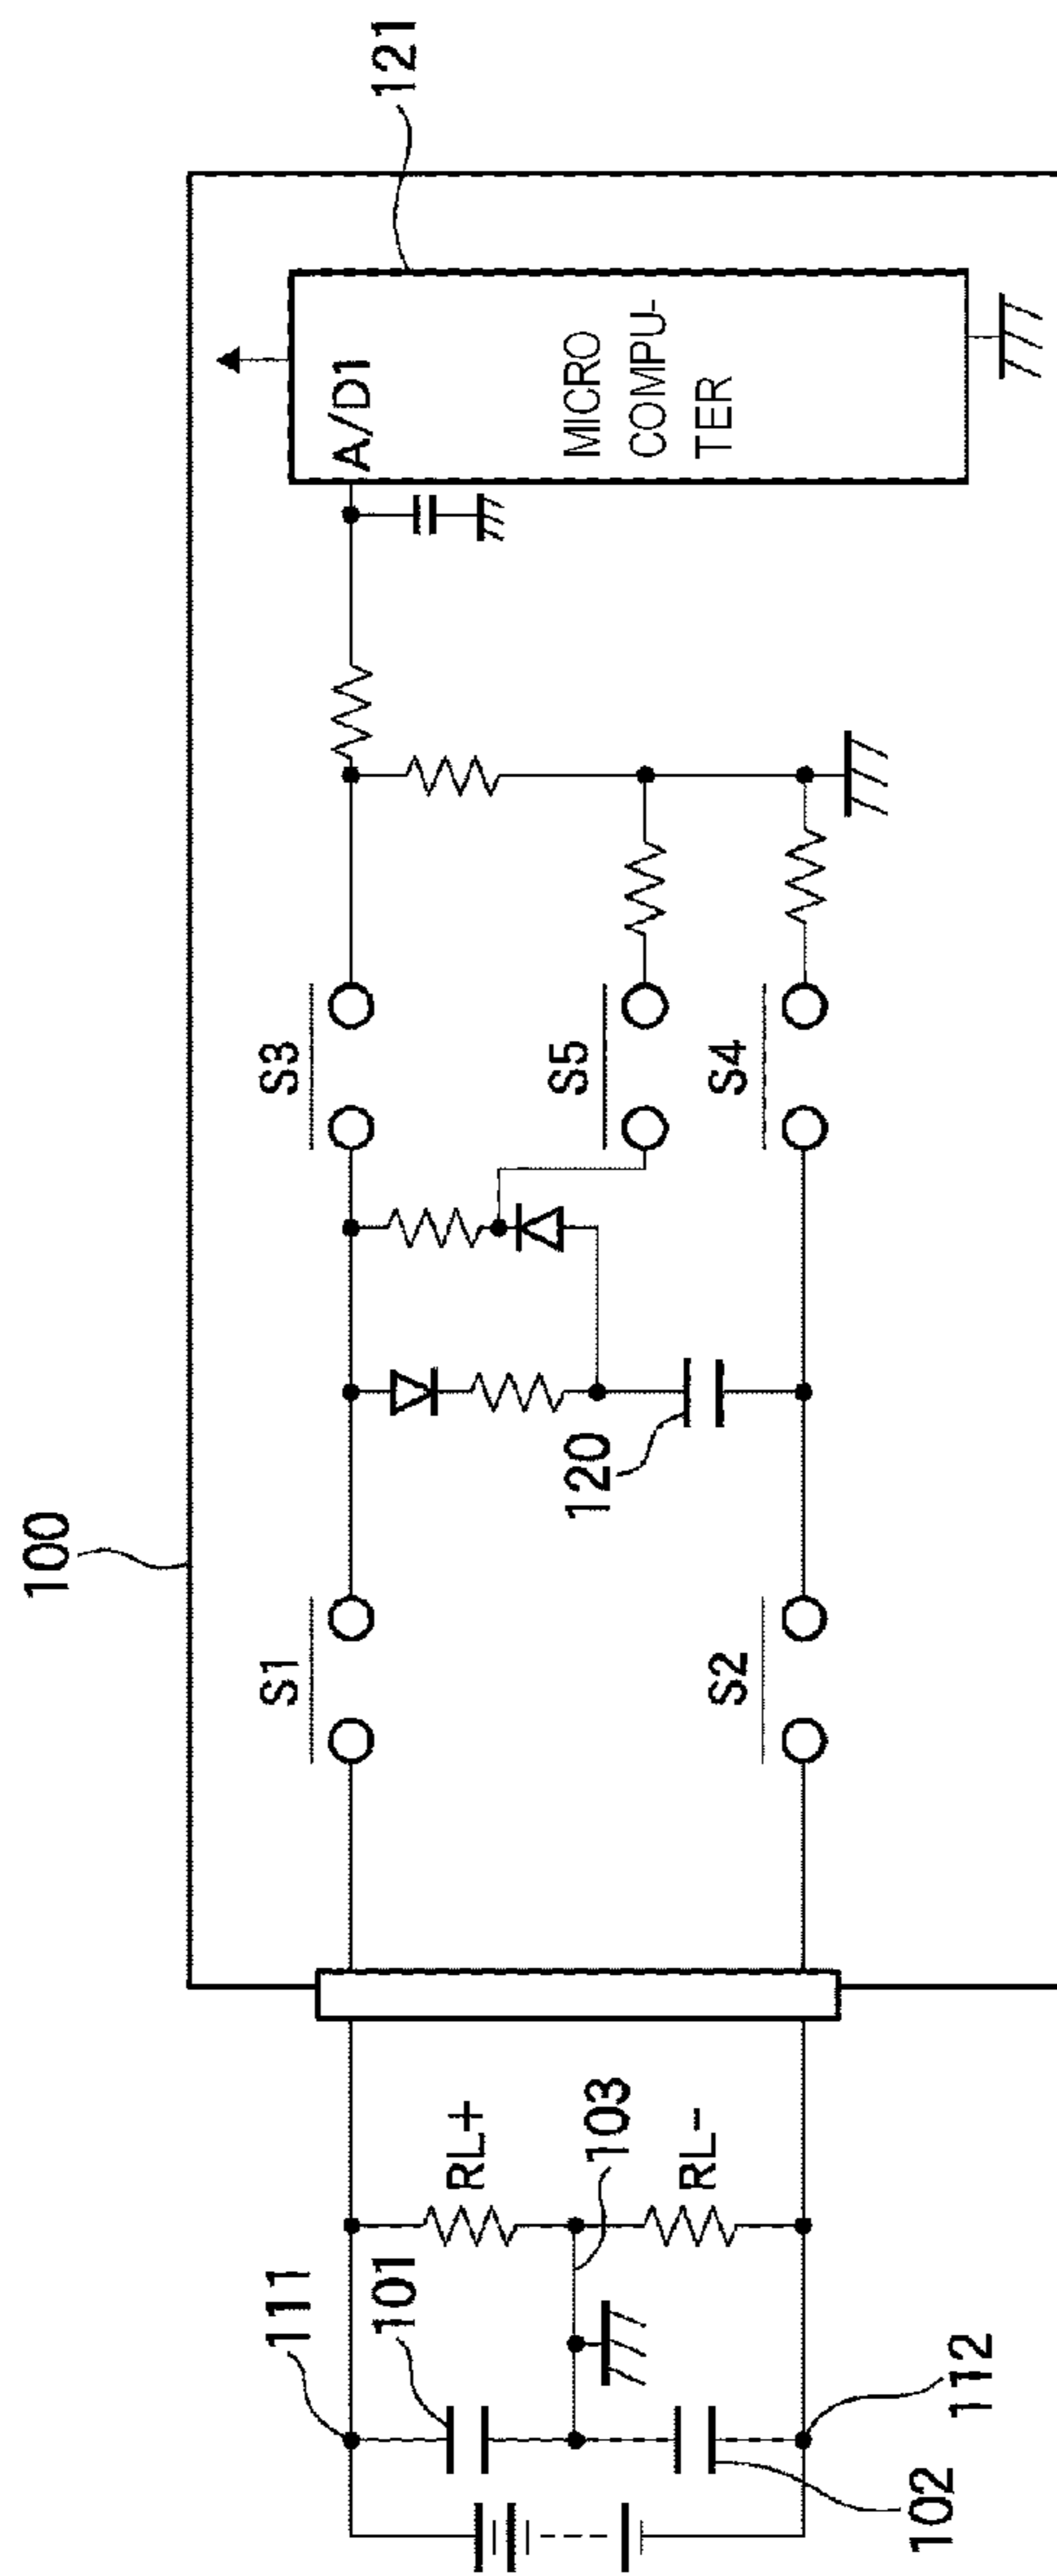 100
121
A/D1
MICRO
COMPU-
TER
S1
S3
S5
S2
S4
120
111
101
RL+
103
RL-
102
112